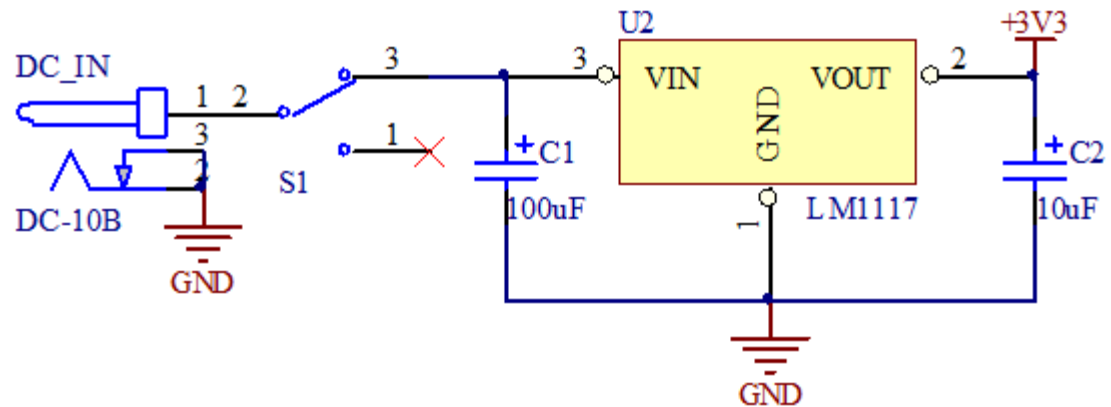 U2
+3V3
DC_IN
1 2
3
3
VIN
VOUT
2
GND
3
2
1
S1
+
C1
100uF
+
C2
10uF
DC-10B
1
LM1117
GND
GND